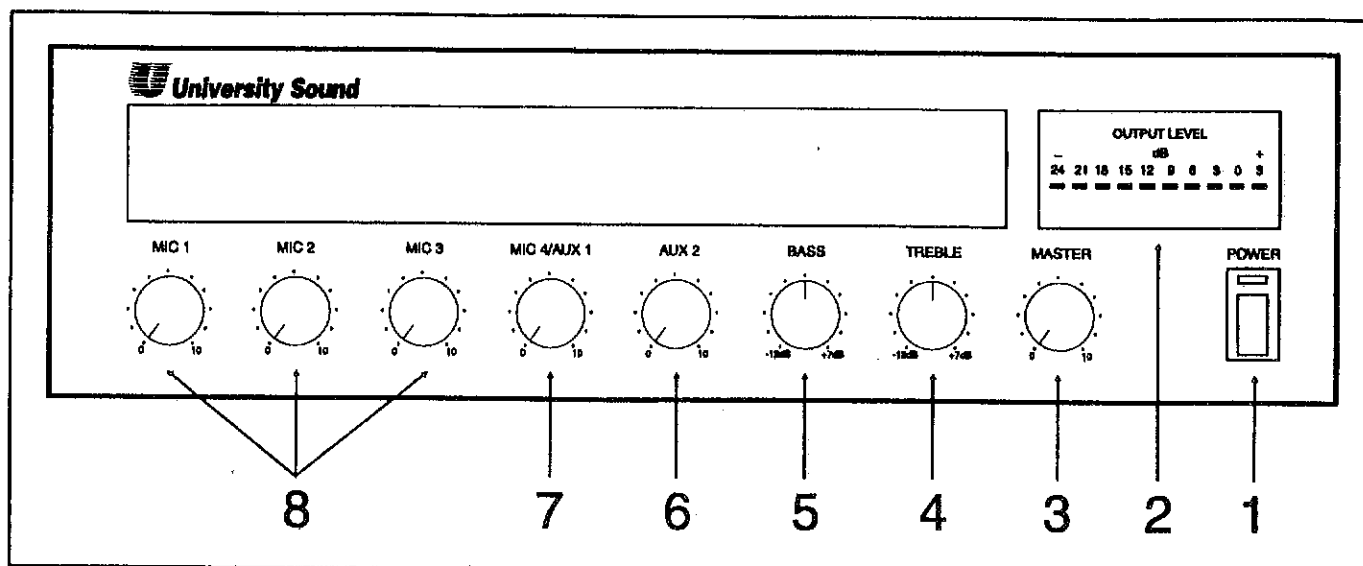 University Sound
OUTPUT LEVEL
dB
- +
24 21 18 15 12 9 6 3 0 3
MIC 1 MIC 2 MIC 3 MIC 4/AUX 1 AUX 2 BASS TREBLE MASTER POWER
0 10 0 10 0 10 0 10 0 10 +7dB +7dB 0 10
8 7 6 5 4 3 2 1